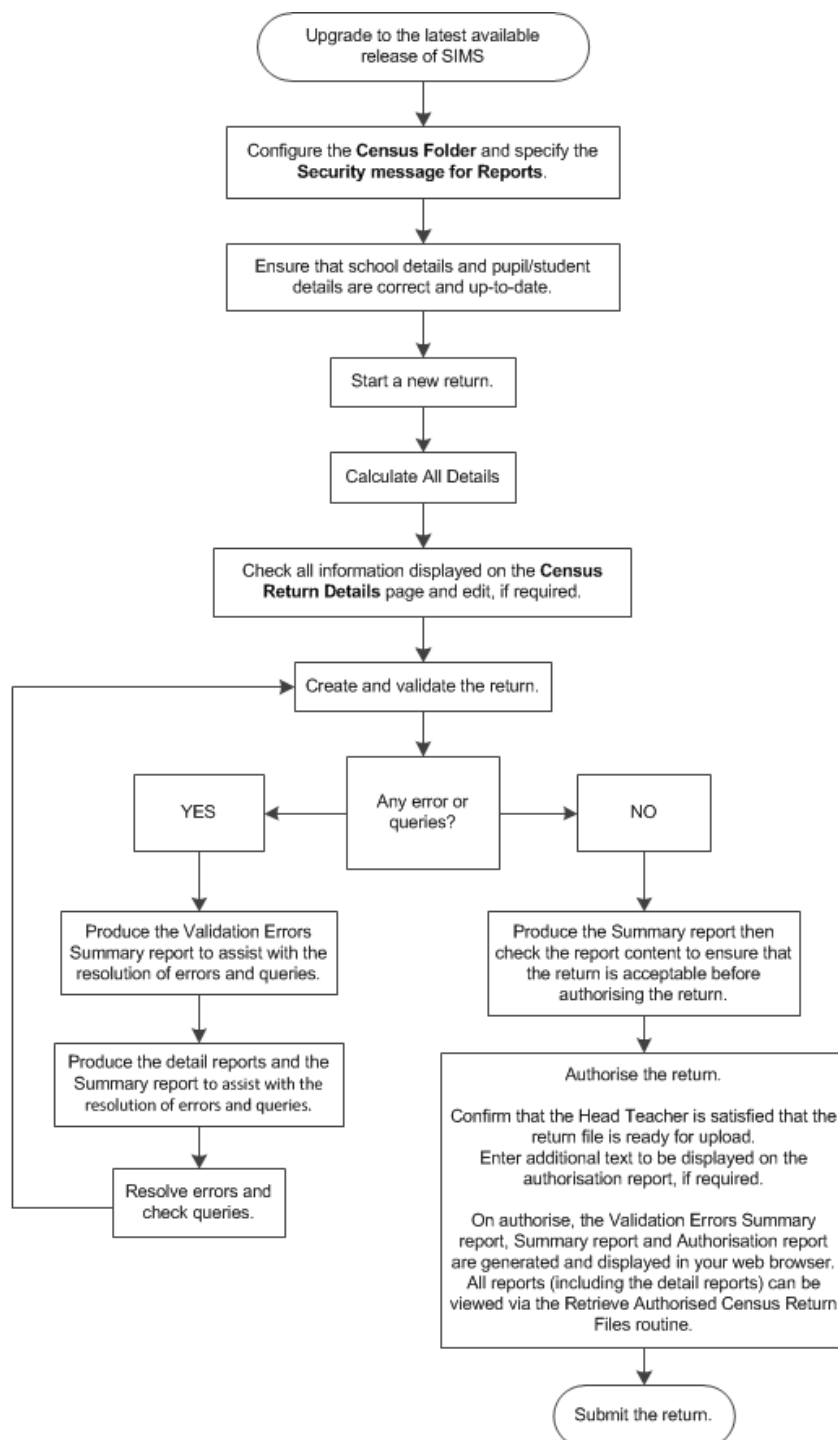 Upgrade to the latest available
release of SIMS
Configure the Census Folder and specify the
Security message for Reports.
Ensure that school details and pupil/student
details are correct and up-to-date.
Start a new return.
Calculate All Details
Check all information displayed on the Census
Return Details page and edit, if required.
Create and validate the return.
Any error or
queries?
YES
Produce the Validation Errors
Summary report to assist with the
resolution of errors and queries.
Produce the detail reports and the
Summary report to assist with the
resolution of errors and queries.
Resolve errors and
check queries.
NO
Produce the Summary report then
check the report content to ensure that
the return is acceptable before
authorising the return.
Authorise the return.
Confirm that the Head Teacher is satisfied that the
return file is ready for upload.
Enter additional text to be displayed on the
authorisation report, if required.
On authorise, the Validation Errors Summary
report, Summary report and Authorisation report
are generated and displayed in your web browser.
All reports (including the detail reports) can be
viewed via the Retrieve Authorised Census Return
Files routine.
Submit the return.